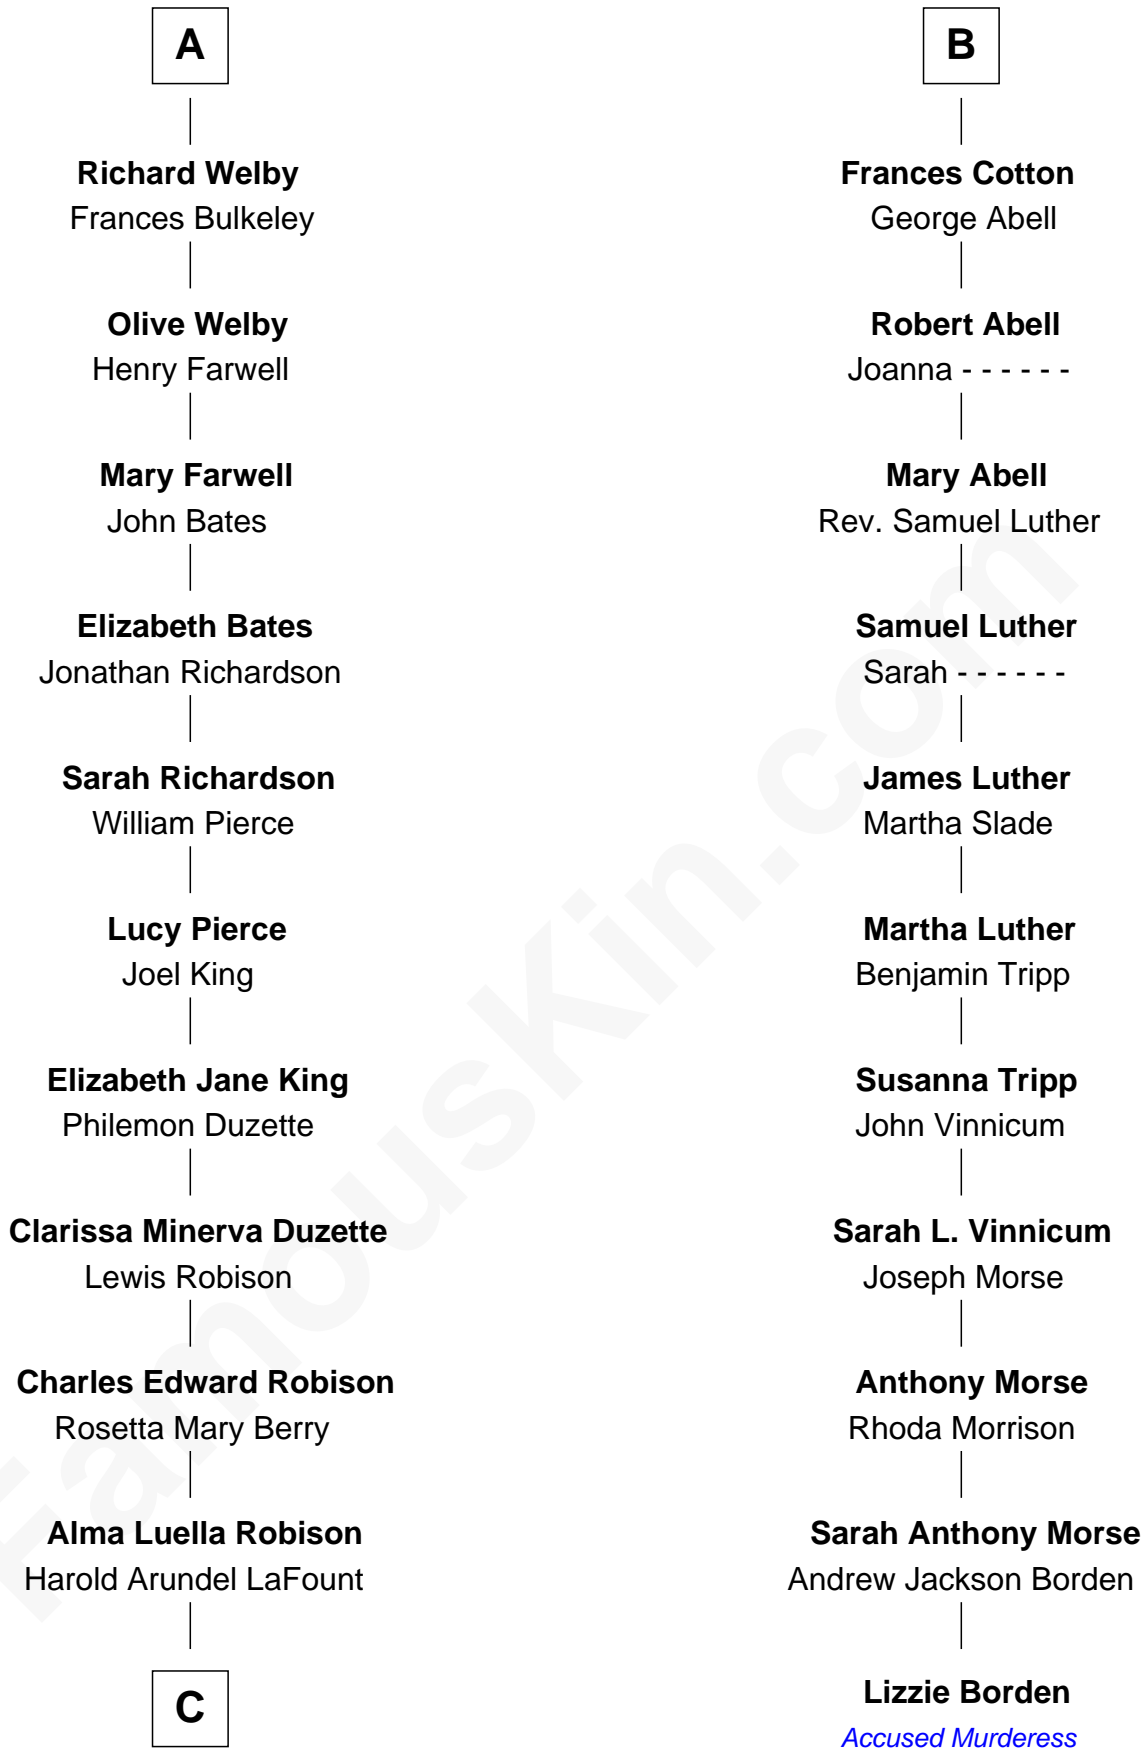 A
Richard Welby
Frances Bulkeley
Olive Welby
Henry Farwell
Mary Farwell
John Bates
Elizabeth Bates
Jonathan Richardson
Sarah Richardson
William Pierce
Lucy Pierce
Joel King
Elizabeth Jane King
Philemon Duzette
Clarissa Minerva Duzette
Lewis Robison
Charles Edward Robison
Rosetta Mary Berry
Alma Luella Robison
Harold Arundel LaFount
C
B
Frances Cotton
George Abell
Robert Abell
Joanna - - - - - -
Mary Abell
Rev. Samuel Luther
Samuel Luther
Sarah - - - - - -
James Luther
Martha Slade
Martha Luther
Benjamin Tripp
Susanna Tripp
John Vinnicum
Sarah L. Vinnicum
Joseph Morse
Anthony Morse
Rhoda Morrison
Sarah Anthony Morse
Andrew Jackson Borden
Lizzie Borden
Accused Murderess
FamousKin.com